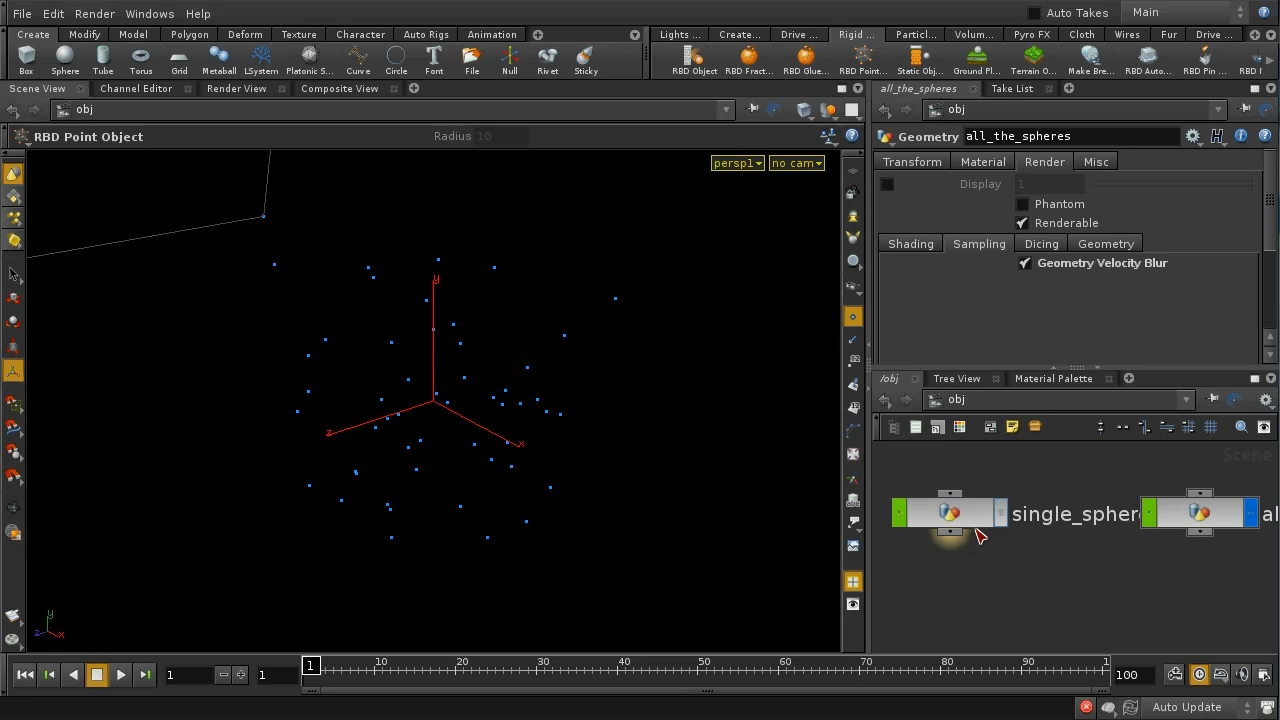 File Edit Render Windows Help Auto Takes Main
Create Modify Model Polygon Deform Texture Character Auto Rigs Animation Lights ... Create... Drive ... Rigid ... Particl... Volum... Pyro FX Cloth Wires Fur Drive ...
Box Sphere Tube Torus Grid Metaball LSystem Platonic S... Curve Circle Font File Null Rivet Sticky RBD Object RBD Fract... RBD Glue... RBD Point... Static Obj... Ground Pl... Terrain O... Make Bre... RBD Auto... RBD Pin ... RBD I
Scene View Channel Editor Render View Composite View all_the_spheres Take List
obj obj
RBD Point Object Radius 10 Geometry all_the_spheres
persp1 no cam
Transform Material Render Misc
Display 1
Phantom
Renderable
Shading Sampling Dicing Geometry
Geometry Velocity Blur
y
z
x
/obj Tree View Material Palette
obj
Scene
single_spher al
y
z x
1 1 1 10 20 30 40 50 60 70 80 90 1 100
Auto Update